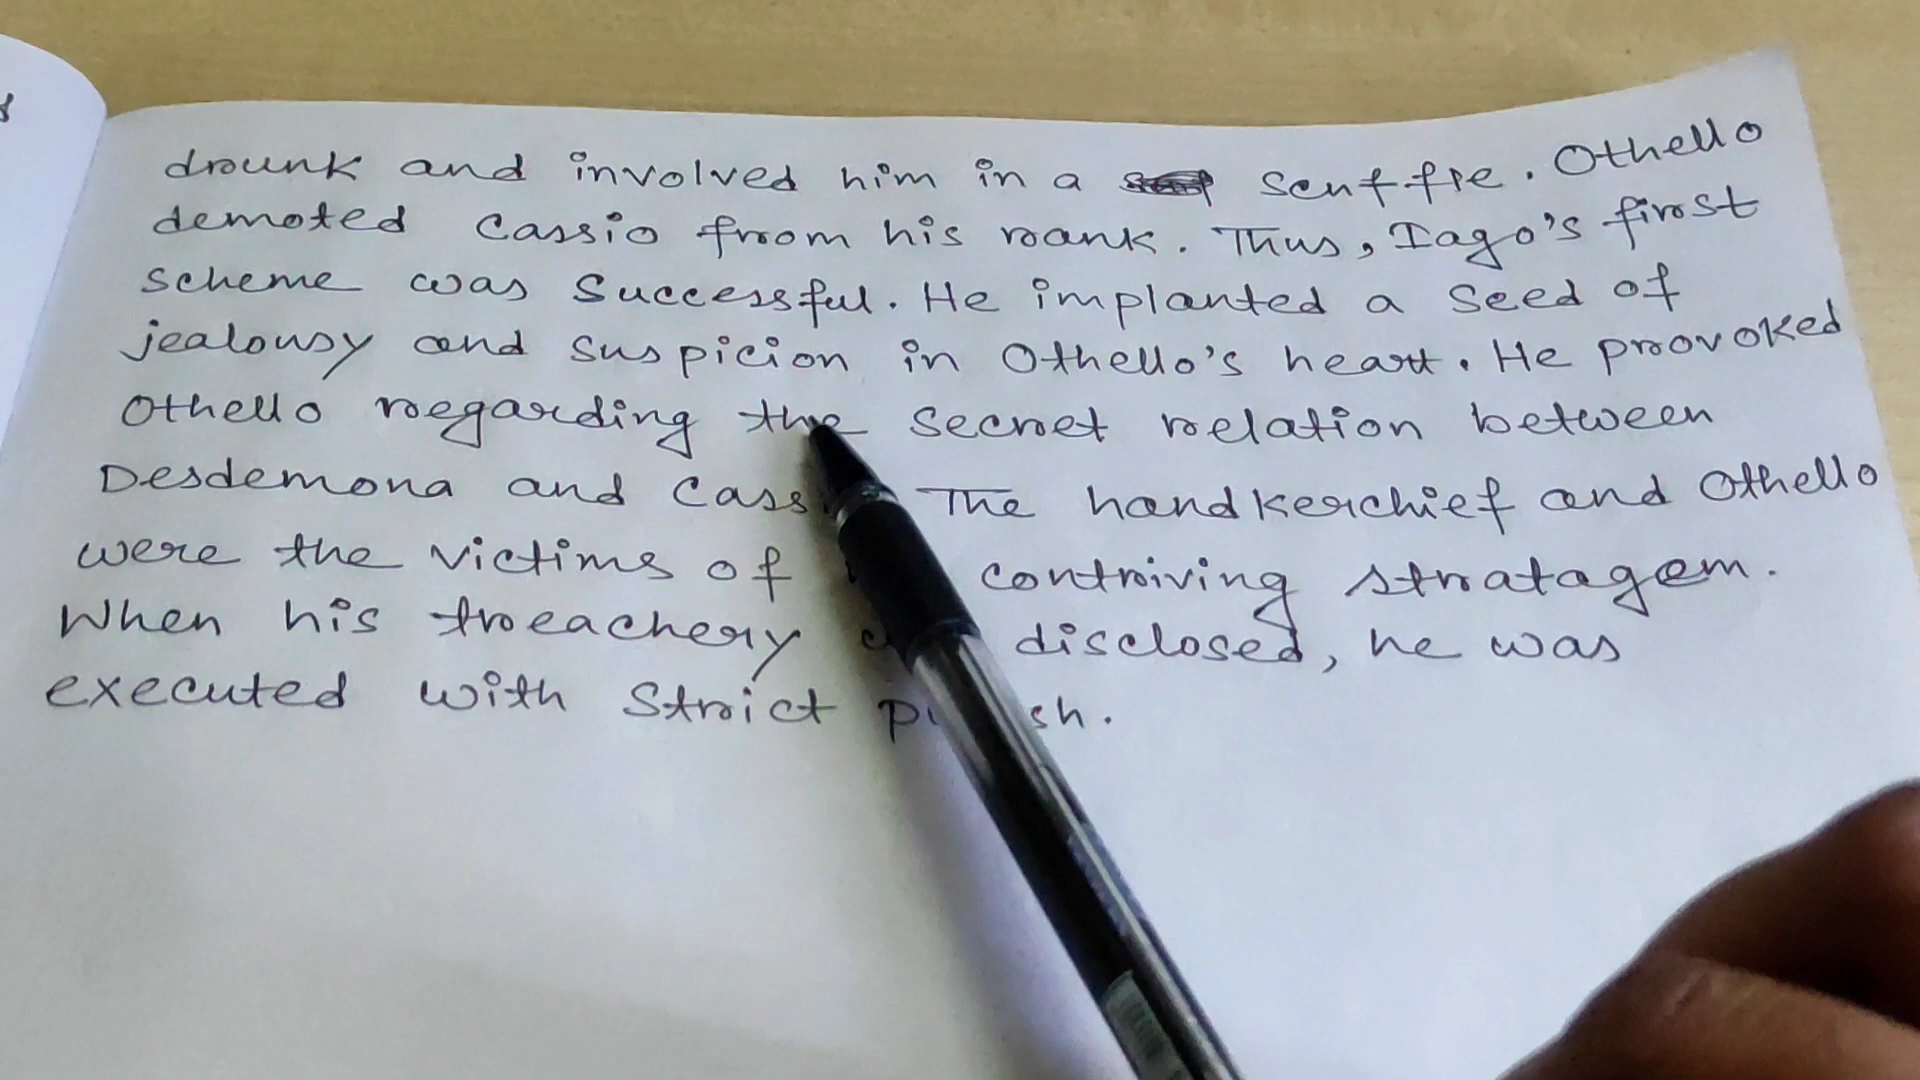 drunk and involved him in a scuffle. Othello
demoted Cassio from his rank. Thus, Iago's first
scheme was successful. He implanted a seed of
jealousy and suspicion in Othello's heart. He provoked
Othello regarding the secret relation between
Desdemona and Cass The handkerchief and Othello
were the victims of contriving stratagem.
When his treachery disclosed, he was
executed with strict